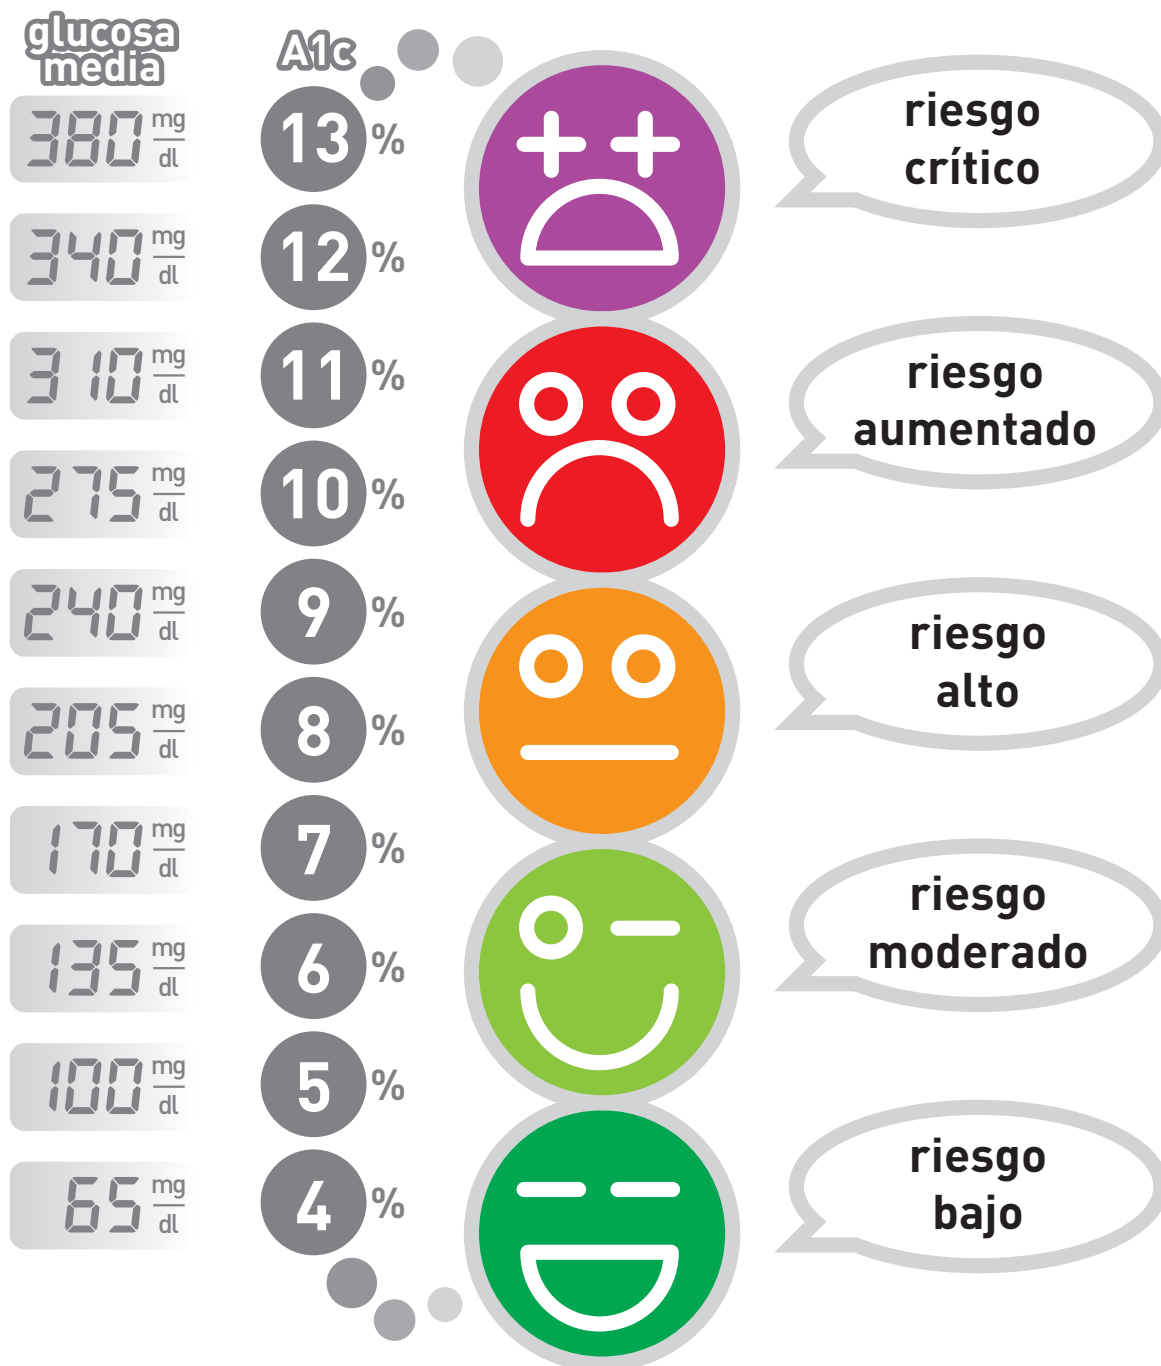 glucosa
media
A1c
380 mg/dl
13 %
riesgo
crítico
340 mg/dl
12 %
310 mg/dl
11 %
riesgo
aumentado
275 mg/dl
10 %
240 mg/dl
9 %
riesgo
alto
205 mg/dl
8 %
170 mg/dl
7 %
riesgo
moderado
135 mg/dl
6 %
100 mg/dl
5 %
riesgo
bajo
65 mg/dl
4 %